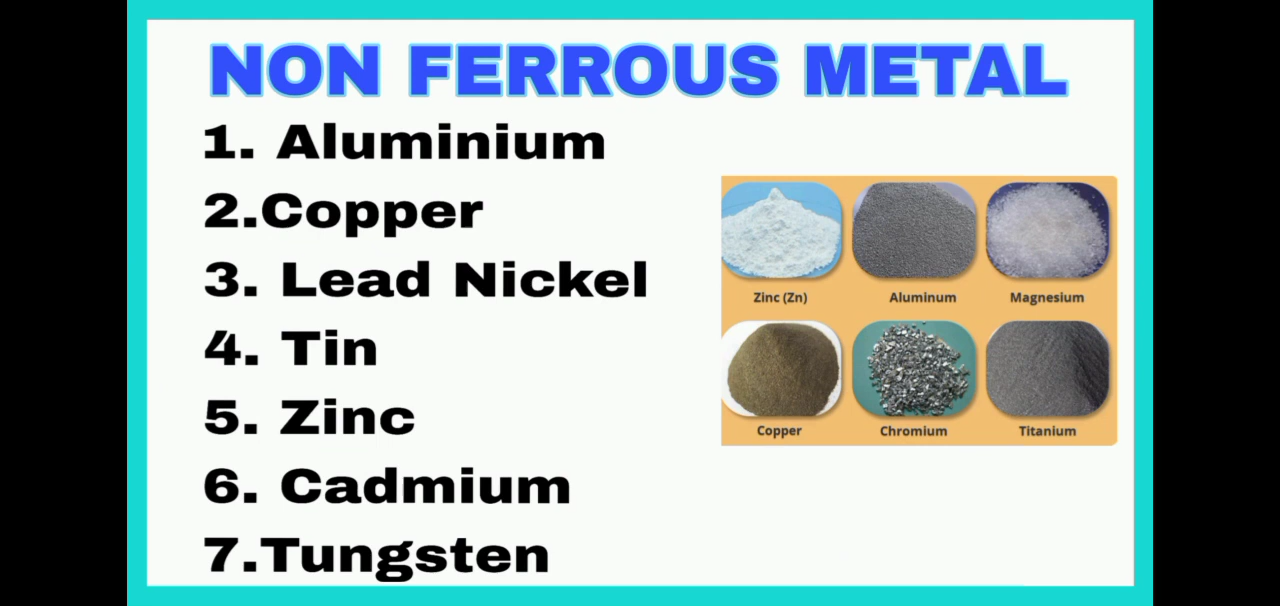 NON FERROUS METAL
1. Aluminium
2.Copper
3. Lead Nickel
4. Tin
5. Zinc
6. Cadmium
7.Tungsten
Zinc (Zn) Aluminum Magnesium
Copper Chromium Titanium